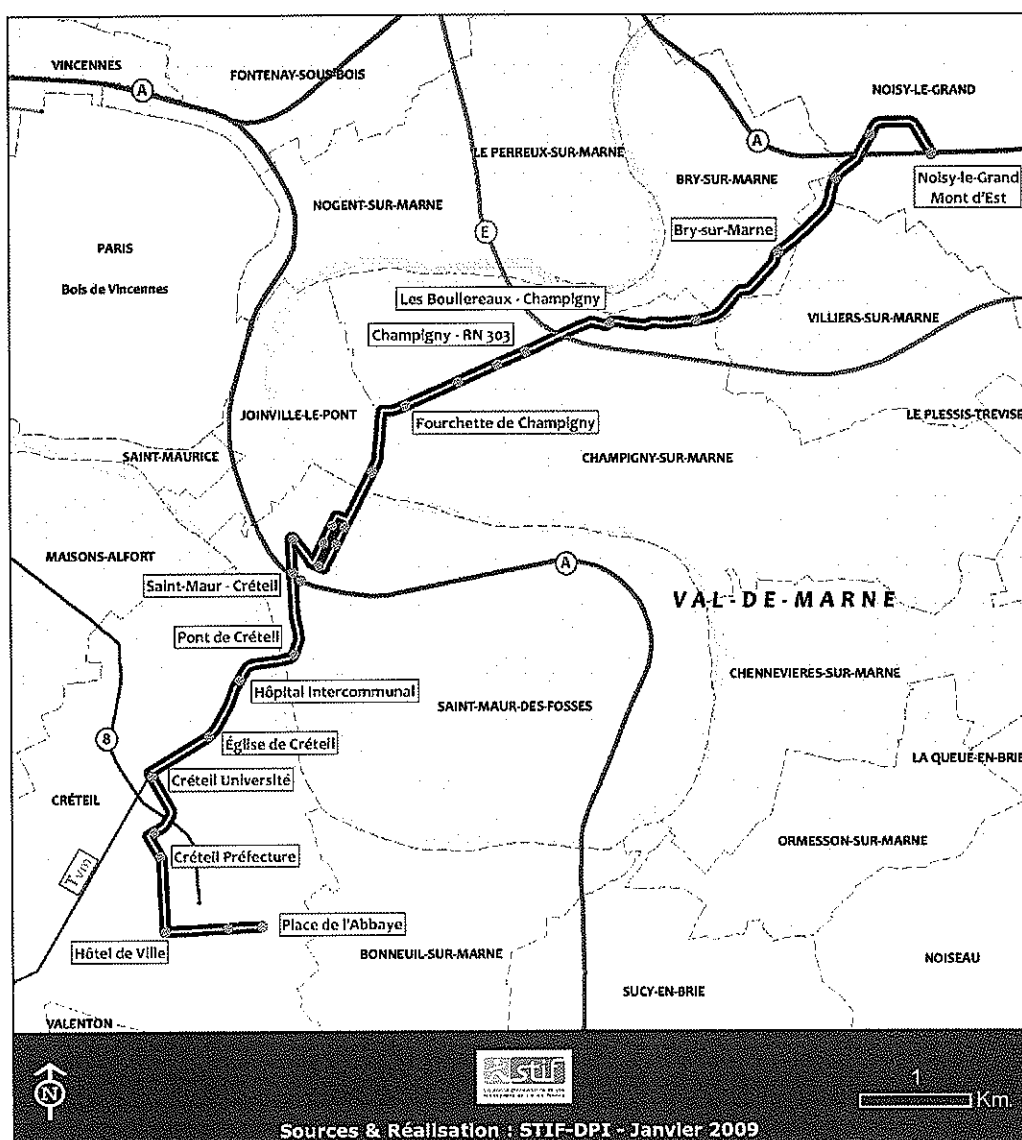 VINCENNES
FONTENAY-SOUS-BOIS
NOISY-LE-GRAND
A
LE PERREUX-SUR-MARNE
A
BRY-SUR-MARNE
Noisy-le-Grand
Mont d'Est
NOGENT-SUR-MARNE
PARIS
Bois de Vincennes
E
Bry-sur-Marne
Les Boullereaux - Champigny
VILLIERS-SUR-MARNE
Champigny - RN 303
JOINVILLE-LE-PONT
Fourchette de Champigny
LE PLESSIS-TREVISE
SAINT-MAURICE
CHAMPIGNY-SUR-MARNE
MAISONS-ALFORT
Saint-Maur - Créteil
A
VAL-DE-MARNE
Pont de Créteil
CHENNEVIERES-SUR-MARNE
Hôpital Intercommunal
SAINT-MAUR-DES-FOSSES
8
Église de Créteil
LA QUEUE-EN-BRIE
Créteil Université
CRÉTEIL
ORMESSON-SUR-MARNE
Tvm
Créteil Préfecture
Place de l'Abbaye
Hôtel de Ville
BONNEUIL-SUR-MARNE
NOISEAU
SUCY-EN-BRIE
VALENTON
N
stif
1
Km
Sources & Réalisation : STIF-DPI - Janvier 2009